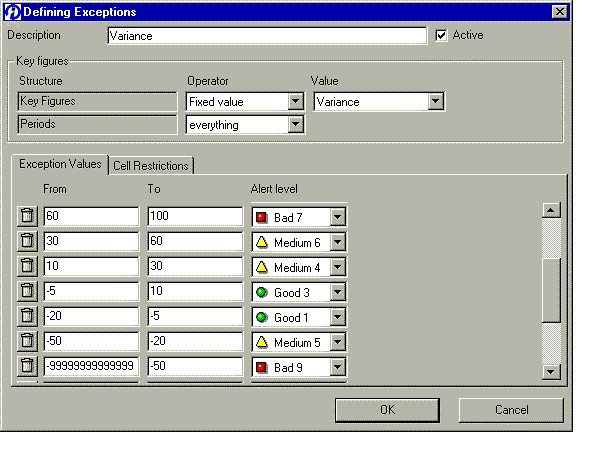 Defining Exceptions
Description Variance Active
Key figures
Structure Operator Value
Key Figures Fixed value Variance
Periods everything
Exception Values Cell Restrictions
From To Alert level
60 100 Bad 7
30 60 Medium 6
10 30 Medium 4
-5 10 Good 3
-20 -5 Good 1
-50 -20 Medium 5
-99999999999999 -50 Bad 9
OK Cancel